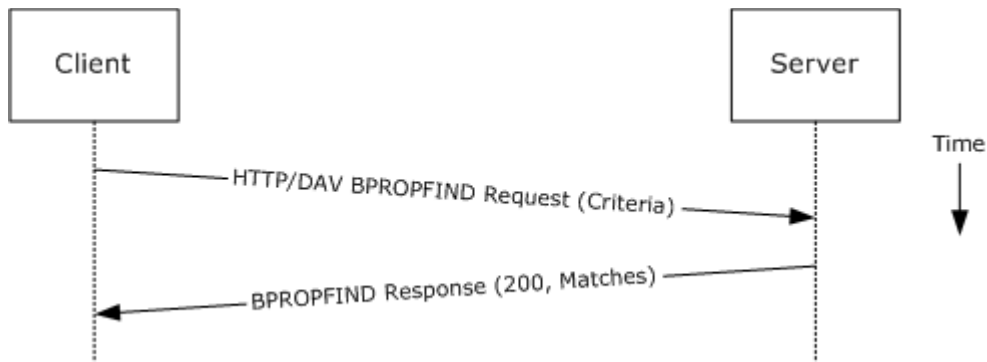 Client
Server
Time
HTTP/DAV BPROPFIND Request (Criteria)
BPROPFIND Response (200, Matches)